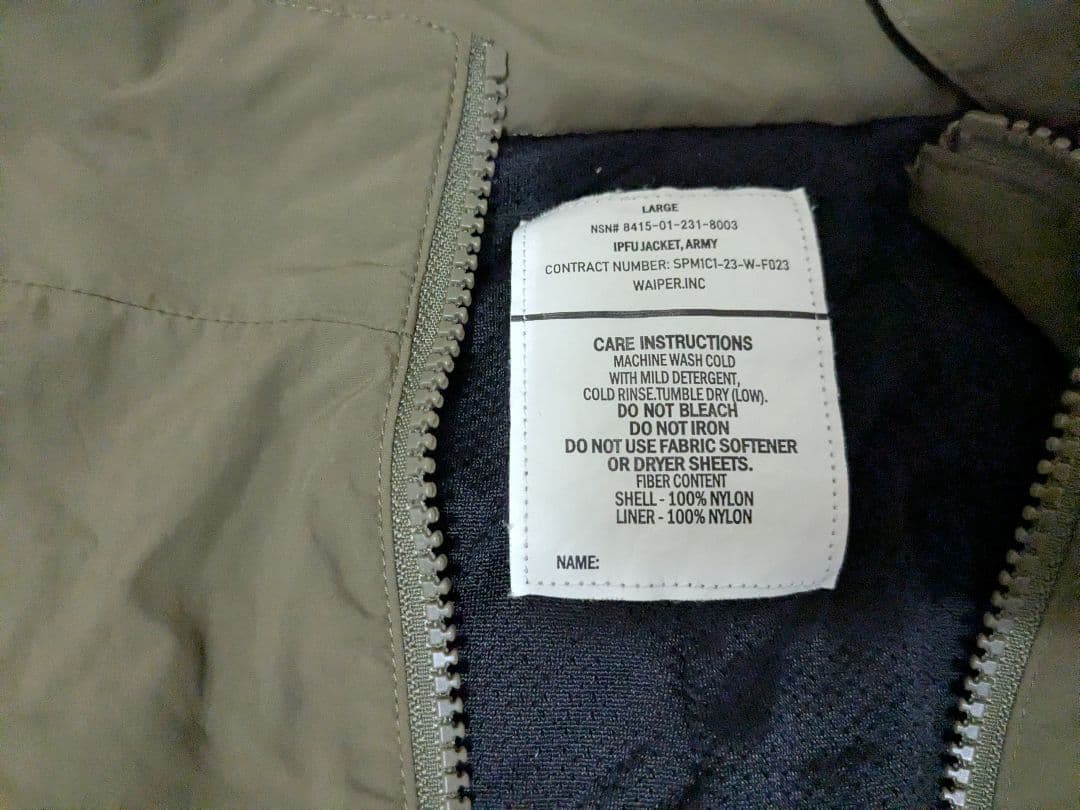 LARGE
NSN# 8415-01-231-8003
IPFU JACKET, ARMY
CONTRACT NUMBER: SPM1C1-23-W-F023
WAIPER.INC
CARE INSTRUCTIONS
MACHINE WASH COLD
WITH MILD DETERGENT,
COLD RINSE.TUMBLE DRY (LOW).
DO NOT BLEACH
DO NOT IRON
DO NOT USE FABRIC SOFTENER
OR DRYER SHEETS.
FIBER CONTENT
SHELL - 100% NYLON
LINER - 100% NYLON
NAME: